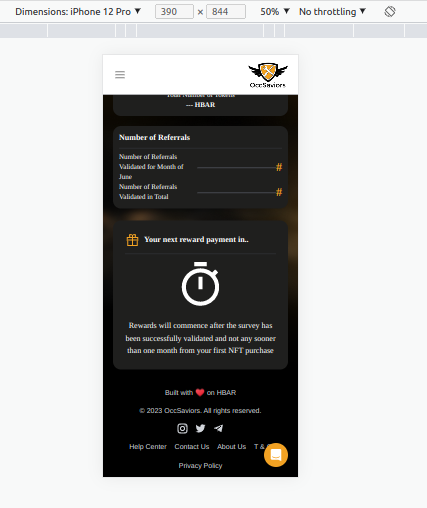 Dimensions: iPhone 12 Pro ▼ 390 × 844 50% ▼ No throttling ▼
OccSaviors
Your Number of Tokens
--- HBAR
Number of Referrals
Number of Referrals
Validated for Month of
June
#
Number of Referrals
Validated in Total
#
Your next reward payment in..
Rewards will commence after the survey has
been successfully validated and not any sooner
than one month from your first NFT purchase
Built with ❤️ on HBAR
© 2023 OccSaviors. All rights reserved.
Help Center Contact Us About Us T &
Privacy Policy